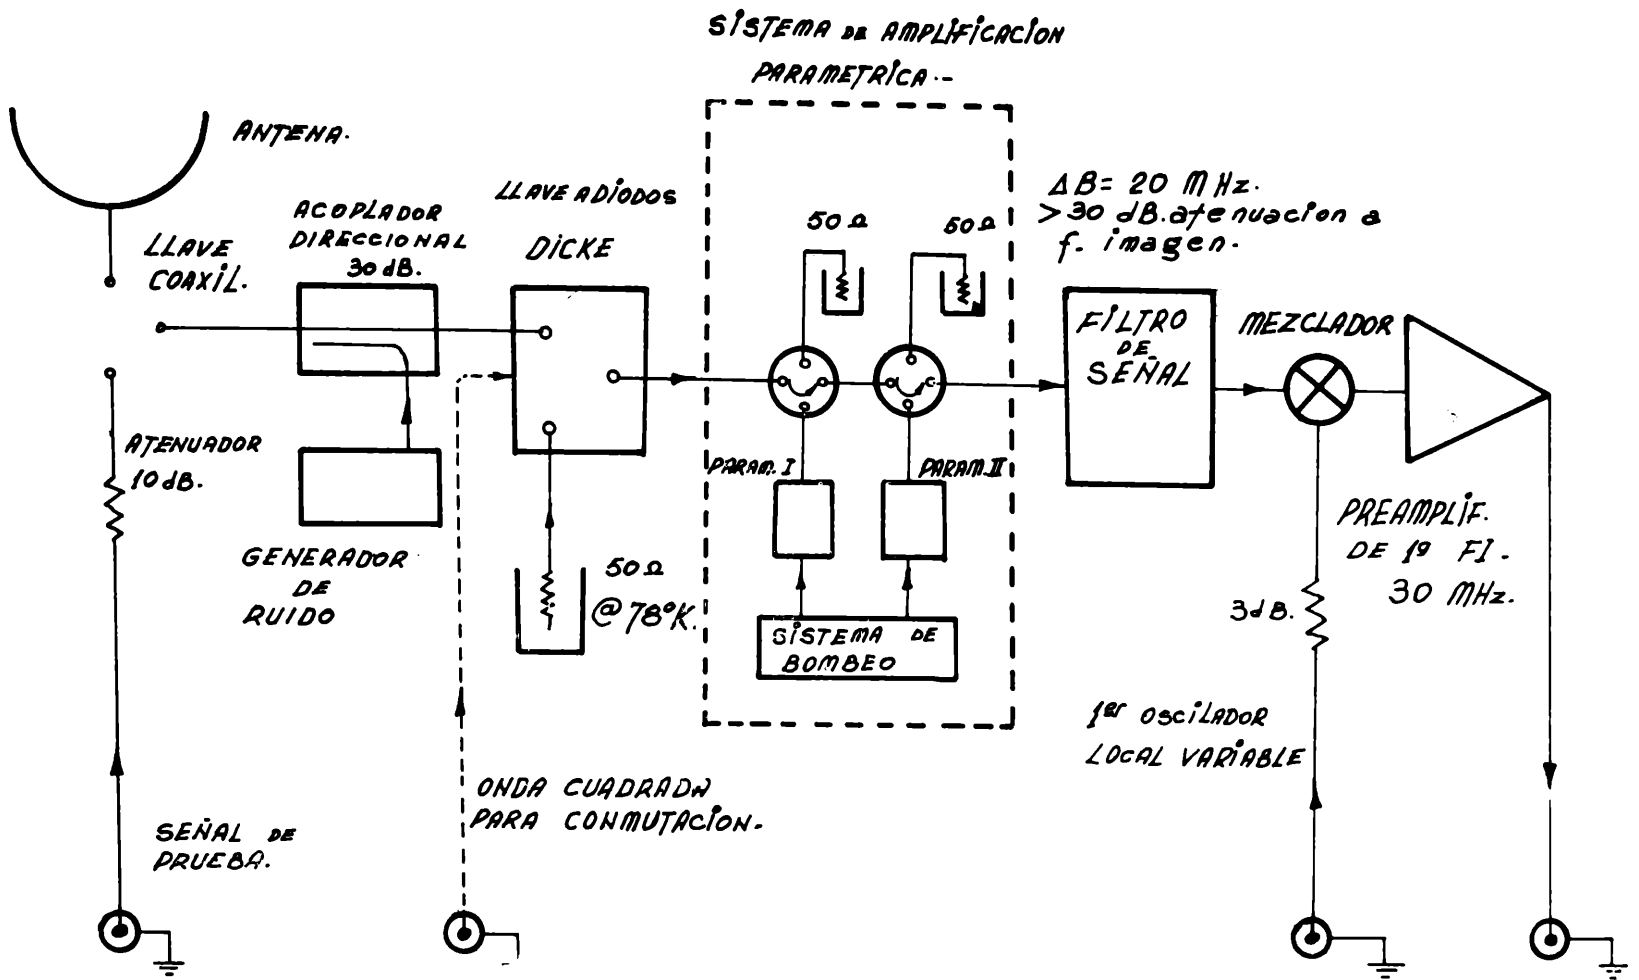 SISTEMA DE AMPLIFICACION
PARAMETRICA.-
ANTENA.
LLAVE
COAXIL.
ACOPLADOR
DIRECCIONAL
30 dB.
LLAVE A DIODOS
DICKE
50 Ω
50 Ω
ΔB = 20 MHz.
> 30 dB. atenuacion a
f. imagen.
FILTRO
DE
SEÑAL
MEZCLADOR
ATENUADOR
10 dB.
GENERADOR
DE
RUIDO
50 Ω
@ 78°K.
PARAM. I
PARAM. II
SISTEMA DE
BOMBEO
PREAMPLIF.
DE 1º FI.
30 MHz.
3 dB.
1er OSCILADOR
LOCAL VARIABLE
ONDA CUADRADA
PARA CONMUTACION.
SEÑAL DE
PRUEBA.